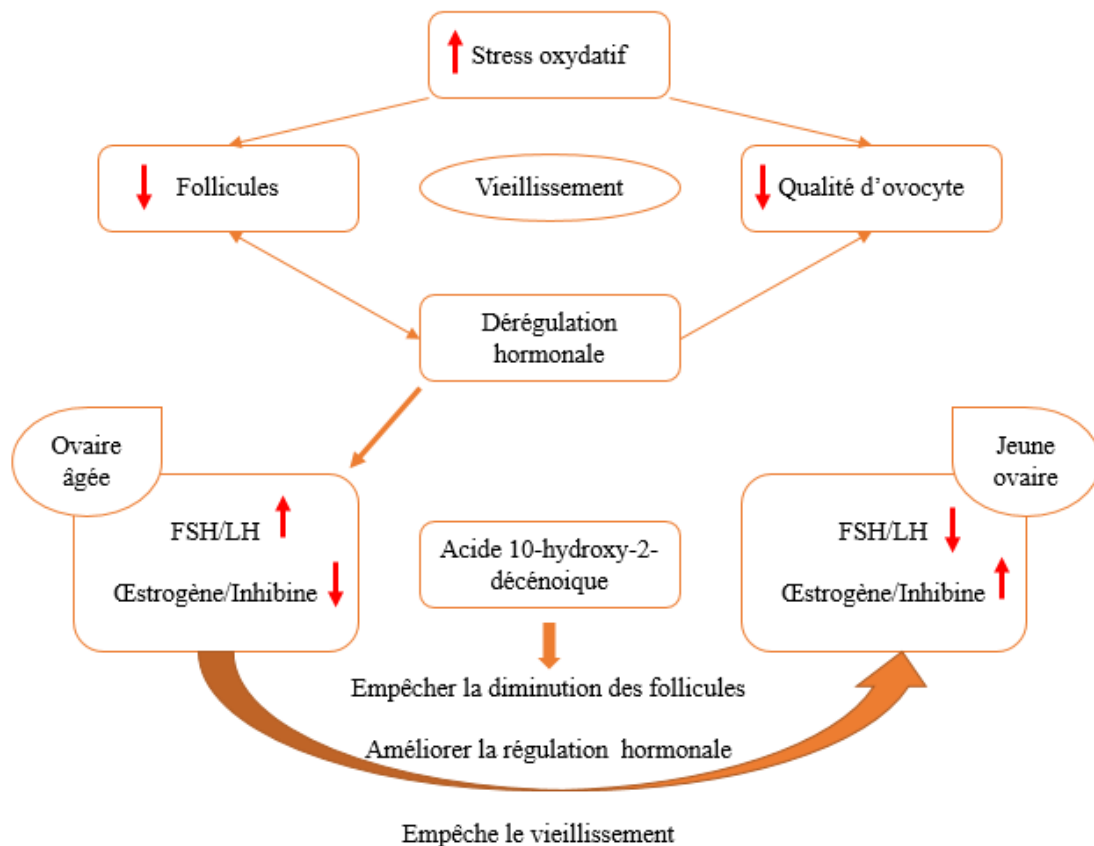 Stress oxydatif
Follicules
Vieillissement
Qualité d’ovocyte
Dérégulation
hormonale
Ovaire
âgée
Jeune
ovaire
FSH/LH
Œstrogène/Inhibine
Acide 10-hydroxy-2-
décénoique
FSH/LH
Œstrogène/Inhibine
Empêcher la diminution des follicules
Améliorer la régulation hormonale
Empêche le vieillissement